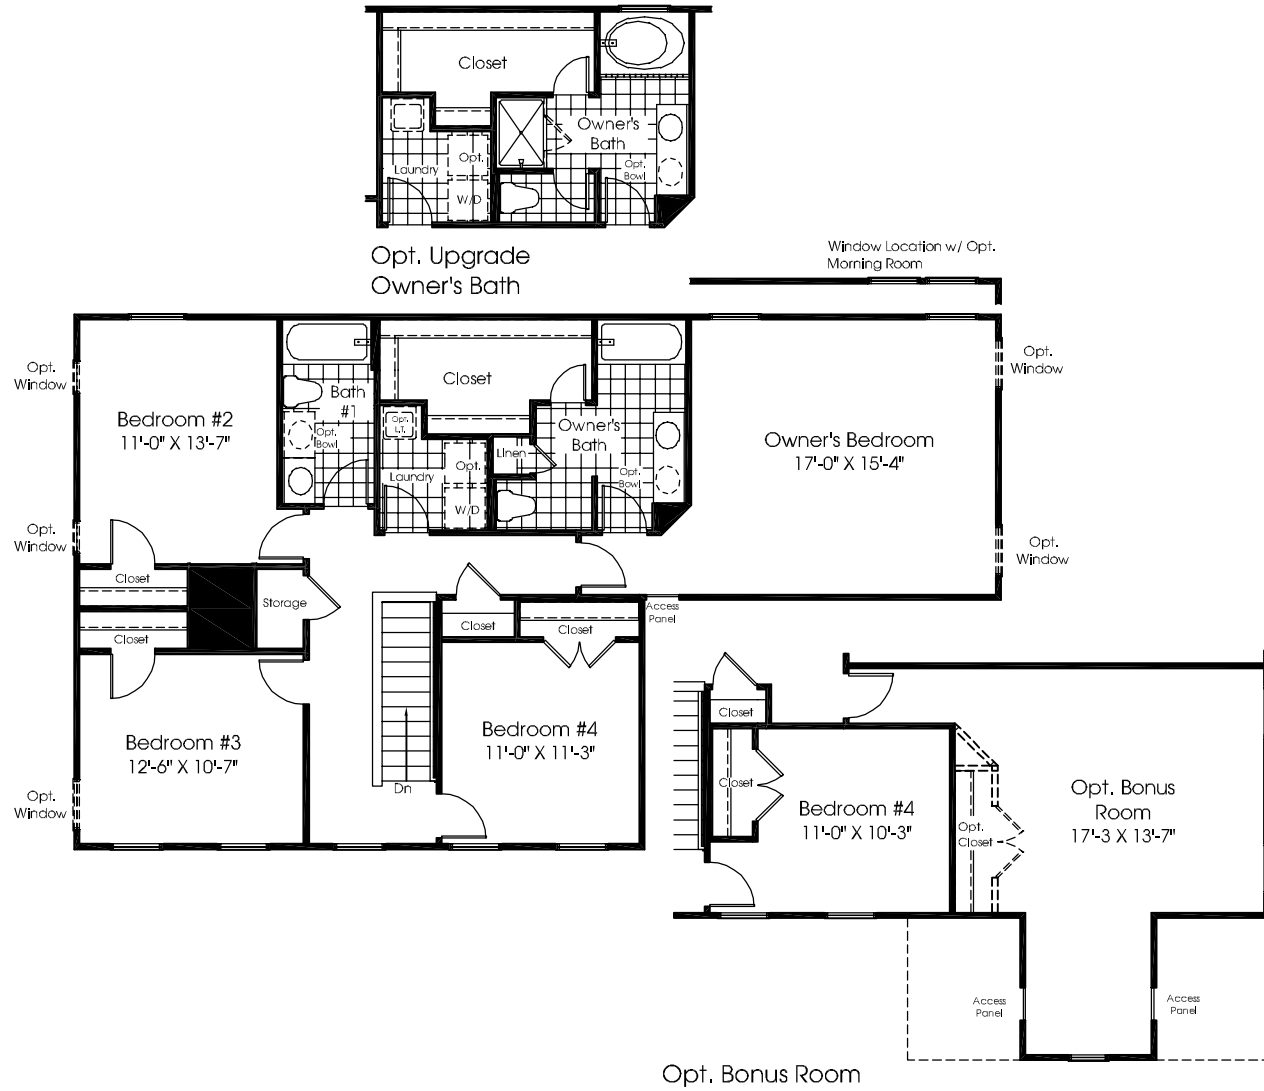 Closet
Owner's
Bath
Opt.
Bowl
Laundry
Opt.
W/D
Opt. Upgrade
Owner's Bath
Window Location w/ Opt.
Morning Room
Opt.
Window
Bedroom #2
11'-0" X 13'-7"
Bath
#1
Opt.
Bowl
Closet
Opt.
L.T.
Owner's
Bath
Linen
Opt.
Laundry
W/D
Opt.
Bowl
Owner's Bedroom
17'-0" X 15'-4"
Opt.
Window
Opt.
Window
Opt.
Window
Closet
Storage
Closet
Closet
Closet
Access
Panel
Bedroom #3
12'-6" X 10'-7"
Opt.
Window
Dn
Bedroom #4
11'-0" X 11'-3"
Closet
Closet
Bedroom #4
11'-0" X 10'-3"
Opt.
Closet
Opt. Bonus
Room
17'-3 X 13'-7"
Access
Panel
Access
Panel
Opt. Bonus Room